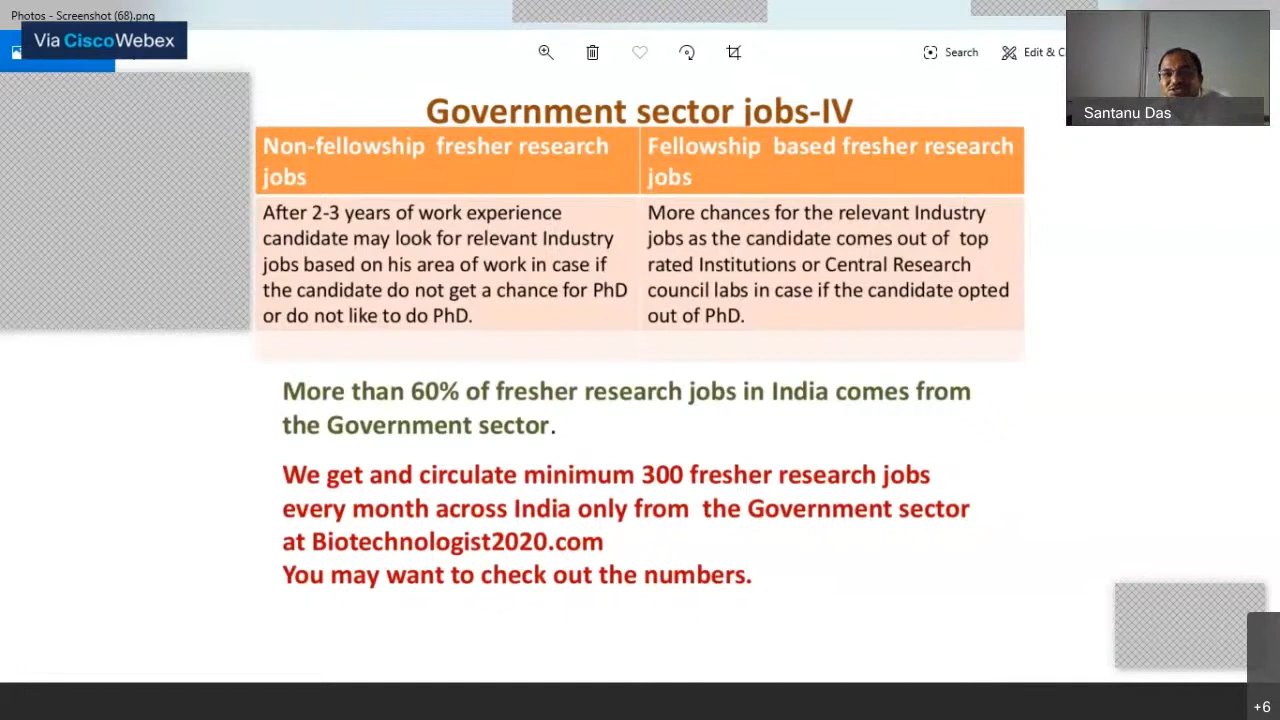 Photos - Screenshot (68).png
Via CiscoWebex
Search
Edit & C
Santanu Das
Government sector jobs-IV
Non-fellowship fresher research
jobs
Fellowship based fresher research
jobs
After 2-3 years of work experience
candidate may look for relevant Industry
jobs based on his area of work in case if
the candidate do not get a chance for PhD
or do not like to do PhD.
More chances for the relevant Industry
jobs as the candidate comes out of top
rated Institutions or Central Research
council labs in case if the candidate opted
out of PhD.
More than 60% of fresher research jobs in India comes from
the Government sector.
We get and circulate minimum 300 fresher research jobs
every month across India only from the Government sector
at Biotechnologist2020.com
You may want to check out the numbers.
+6